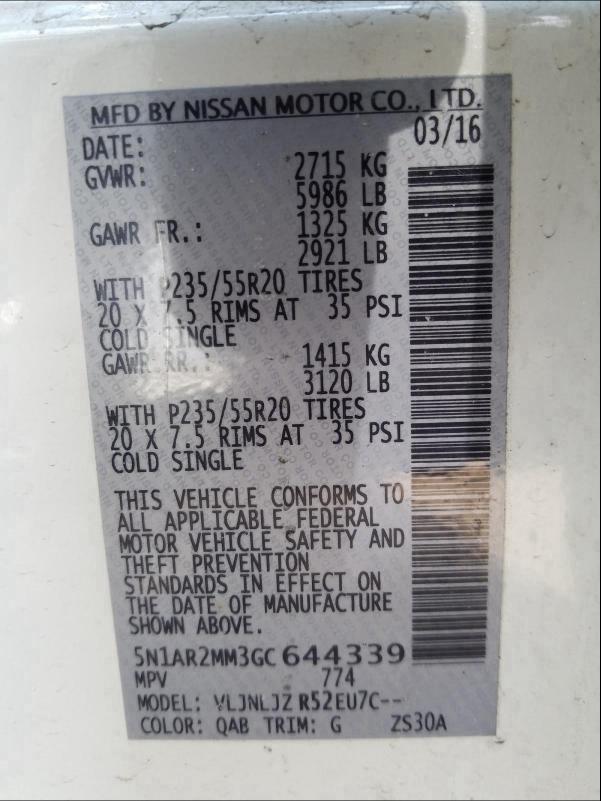 MFD BY NISSAN MOTOR CO., LTD.
DATE: 03/16
GVWR: 2715 KG
5986 LB
GAWR FR.: 1325 KG
2921 LB
WITH P235/55R20 TIRES
20 X 7.5 RIMS AT 35 PSI
COLD SINGLE
GAWR RR.: 1415 KG
3120 LB
WITH P235/55R20 TIRES
20 X 7.5 RIMS AT 35 PSI
COLD SINGLE
THIS VEHICLE CONFORMS TO
ALL APPLICABLE FEDERAL
MOTOR VEHICLE SAFETY AND
THEFT PREVENTION
STANDARDS IN EFFECT ON
THE DATE OF MANUFACTURE
SHOWN ABOVE.
5N1AR2MM3GC644339
MPV 774
MODEL: VLJNLJZ R52EU7C--
COLOR: QAB TRIM: G ZS30A